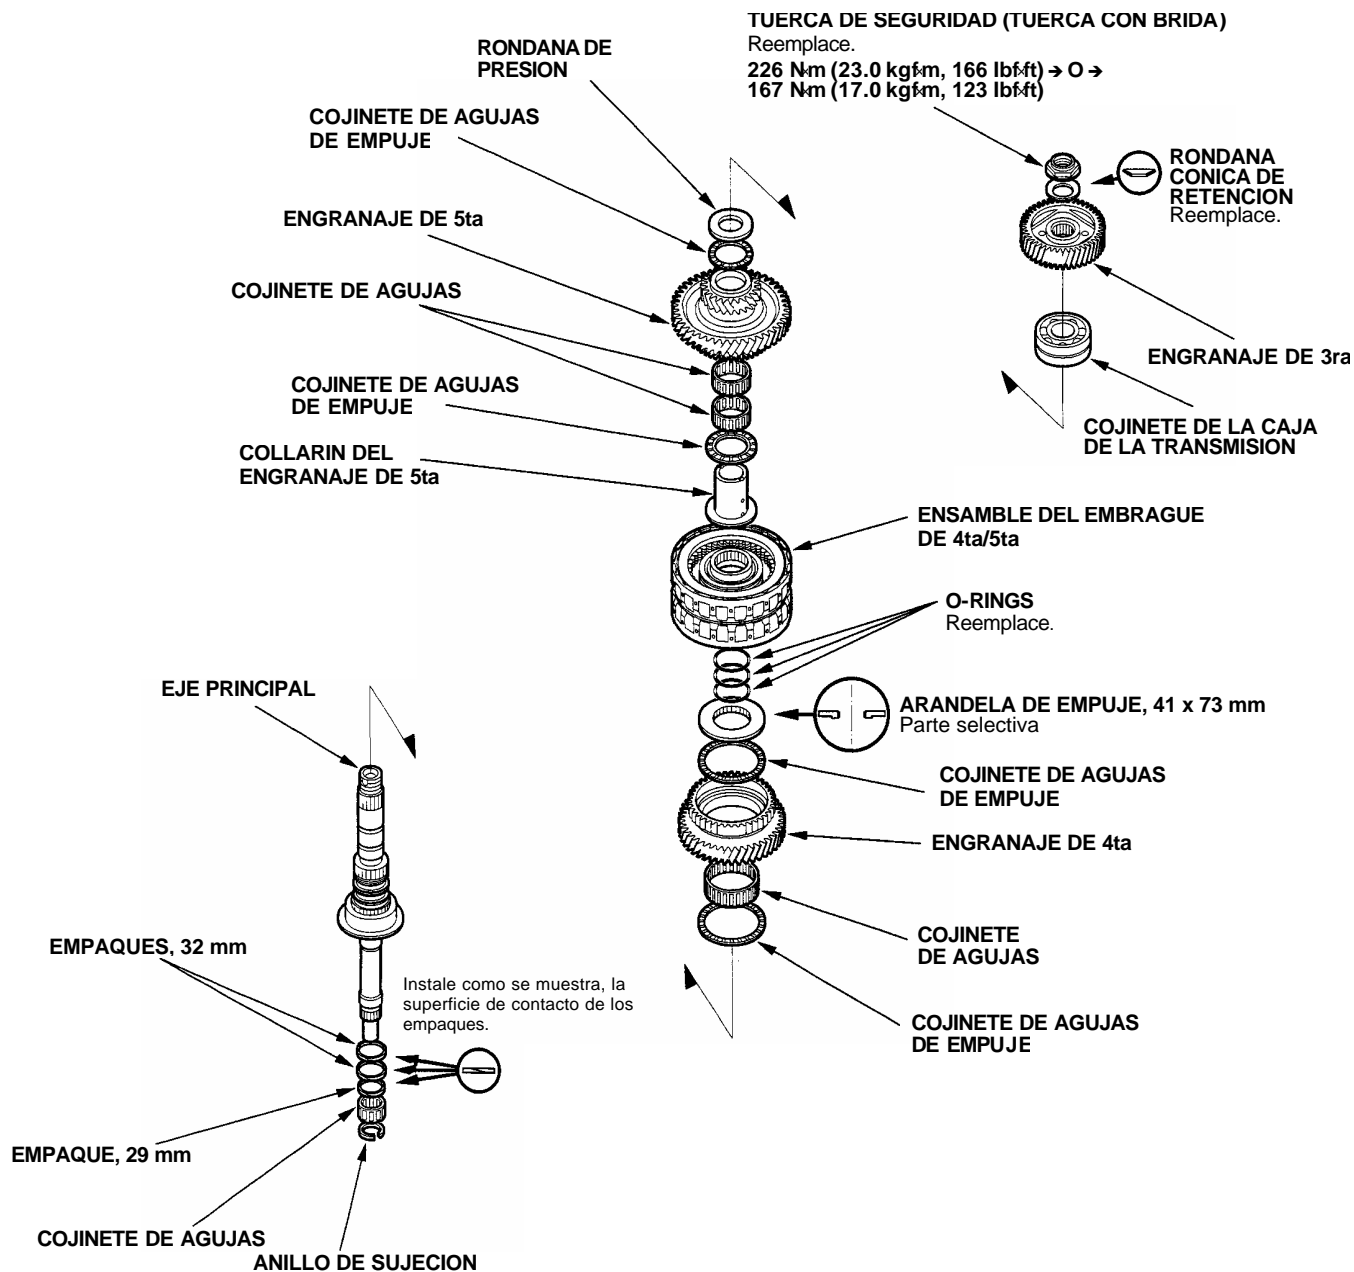 TUERCA DE SEGURIDAD (TUERCA CON BRIDA)
Reemplace.
226 N·m (23.0 kgf·m, 166 lbf·ft) → O →
167 N·m (17.0 kgf·m, 123 lbf·ft)
RONDANA DE
PRESION
COJINETE DE AGUJAS
DE EMPUJE
RONDANA
CONICA DE
RETENCION
Reemplace.
ENGRANAJE DE 5ta
COJINETE DE AGUJAS
ENGRANAJE DE 3ra
COJINETE DE AGUJAS
DE EMPUJE
COJINETE DE LA CAJA
DE LA TRANSMISION
COLLARIN DEL
ENGRANAJE DE 5ta
ENSAMBLE DEL EMBRAGUE
DE 4ta/5ta
O-RINGS
Reemplace.
EJE PRINCIPAL
ARANDELA DE EMPUJE, 41 x 73 mm
Parte selectiva
COJINETE DE AGUJAS
DE EMPUJE
ENGRANAJE DE 4ta
EMPAQUES, 32 mm
COJINETE
DE AGUJAS
Instale como se muestra, la
superficie de contacto de los
empaques.
COJINETE DE AGUJAS
DE EMPUJE
EMPAQUE, 29 mm
COJINETE DE AGUJAS
ANILLO DE SUJECION